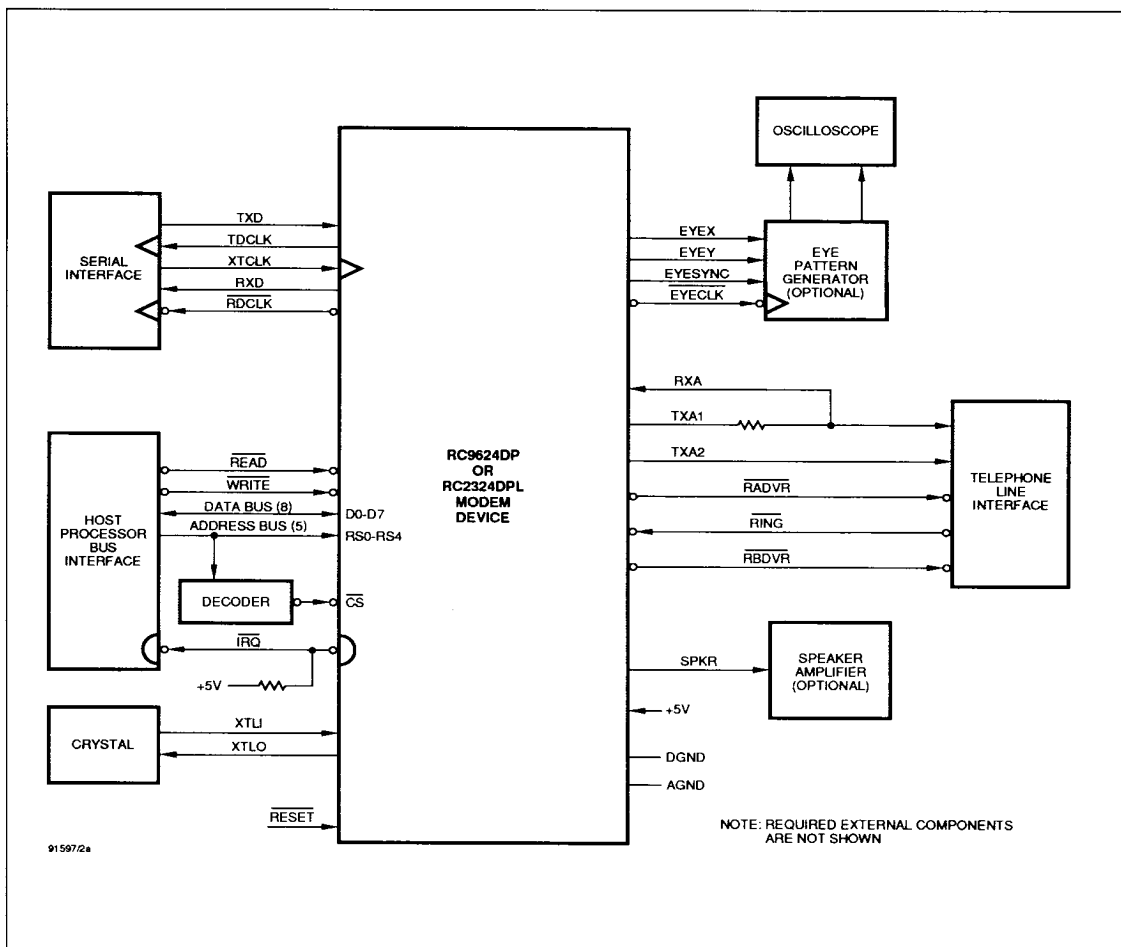 OSCILLOSCOPE
SERIAL
INTERFACE
TXD
TDCLK
XTCLK
RXD
RDCLK
EYEX
EYEY
EYESYNC
EYECLK
EYE
PATTERN
GENERATOR
(OPTIONAL)
HOST
PROCESSOR
BUS
INTERFACE
READ
WRITE
DATA BUS (8)
ADDRESS BUS (5)
D0-D7
RS0-RS4
DECODER
CS
IRQ
+5V
RC9624DP
OR
RC2324DPL
MODEM
DEVICE
RXA
TXA1
TXA2
RADVR
RING
RBDVR
TELEPHONE
LINE
INTERFACE
CRYSTAL
XTLI
XTLO
RESET
SPKR
SPEAKER
AMPLIFIER
(OPTIONAL)
+5V
DGND
AGND
NOTE: REQUIRED EXTERNAL COMPONENTS
ARE NOT SHOWN
91597/2a